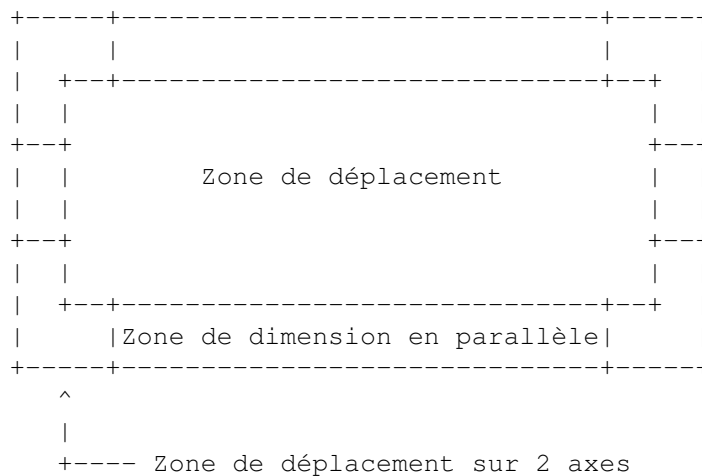 Zone de déplacement
Zone de dimension en parallèle
Zone de déplacement sur 2 axes